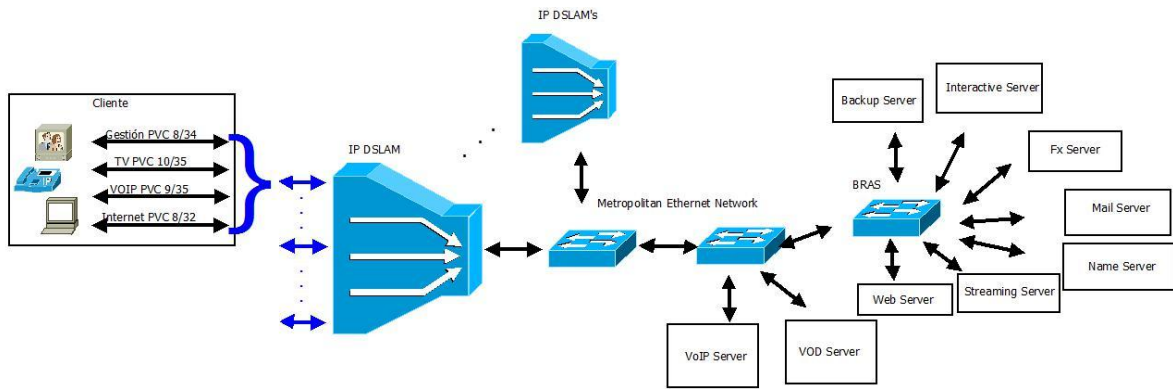 IP DSLAM's
Cliente
Gestión PVC 8/34
TV PVC 10/35
VOIP PVC 9/35
Internet PVC 8/32
IP
IP DSLAM
Metropolitan Ethernet Network
BRAS
Backup Server
Interactive Server
Fx Server
Mail Server
Name Server
Streaming Server
Web Server
VoIP Server
VOD Server